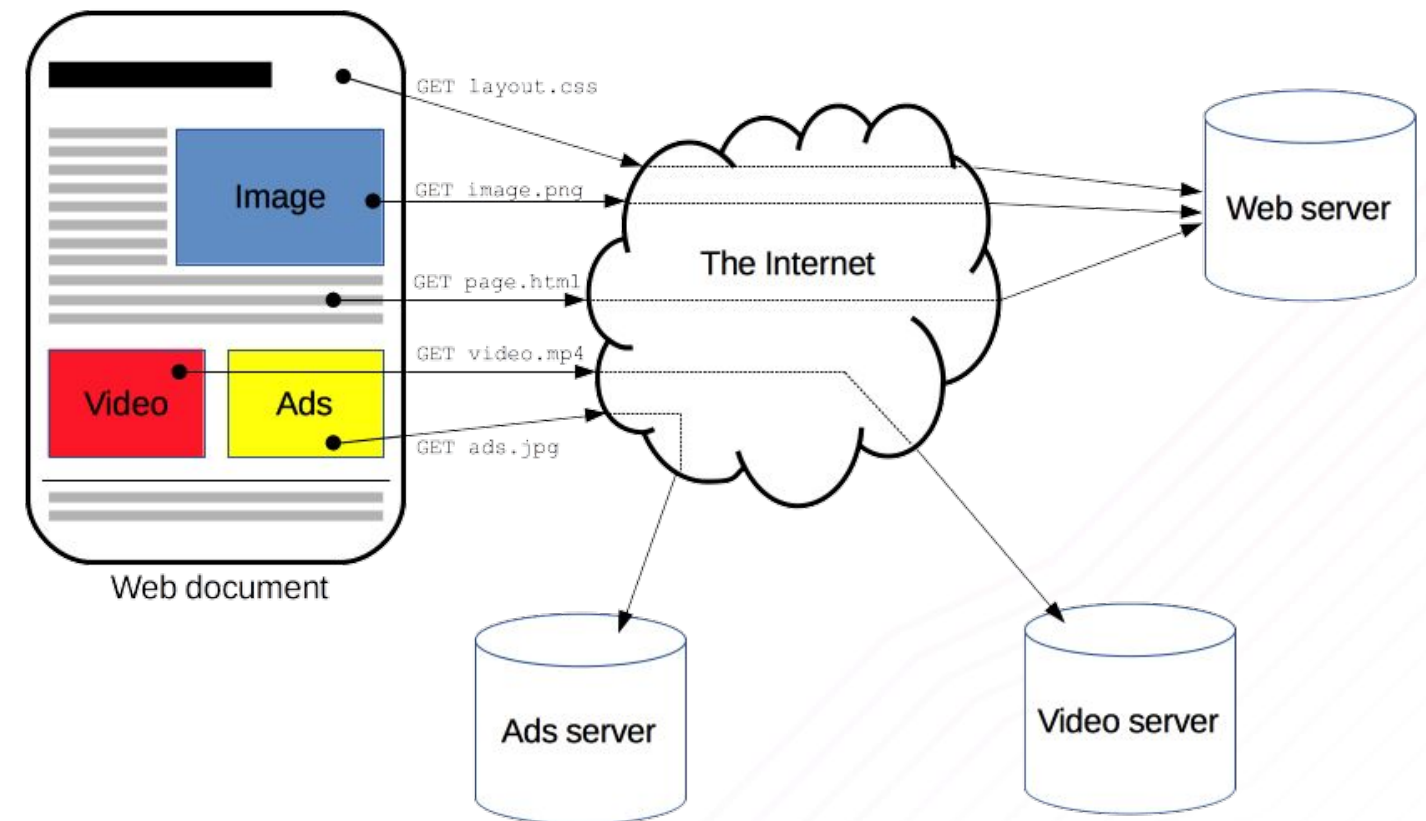 GET layout.css
Image
GET image.png
Web server
The Internet
GET page.html
GET video.mp4
Video
Ads
GET ads.jpg
Web document
Ads server
Video server